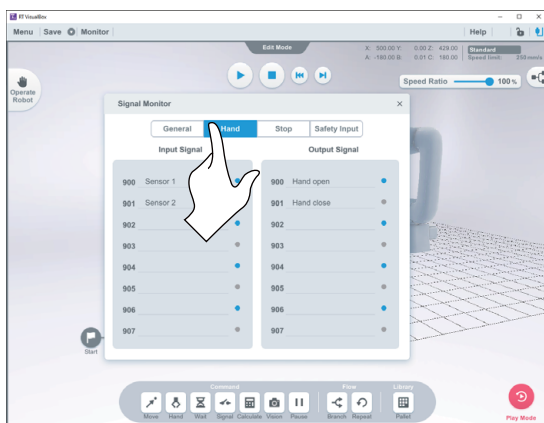 RT VisualBox
Menu Save Monitor Help
Edit Mode
X: 500.00 Y: 0.00 Z: 429.00 Standard
A: -180.00 B: 0.01 C: 180.00 Speed limit: 250 mm/s
Operate
Robot
Speed Ratio 100 %
Signal Monitor ×
General Hand Stop Safety Input
Input Signal Output Signal
900 Sensor 1 900 Hand open
901 Sensor 2 901 Hand close
902 902
903 903
904 904
905 905
906 906
907 907
Start
Command Flow Library
Move Hand Wait Signal Calculate Vision Pause Branch Repeat Pallet
Play Mode